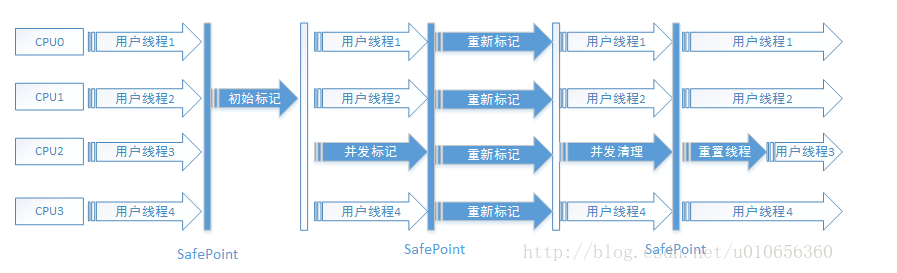 CPU0 用户线程1 用户线程1 重新标记 用户线程1 用户线程1
初始标记
CPU1 用户线程2 用户线程2 重新标记 用户线程2 用户线程2
CPU2 用户线程3 并发标记 重新标记 并发清理 重置线程 用户线程3
CPU3 用户线程4 用户线程4 重新标记 用户线程4 用户线程4
SafePoint SafePoint SafePoint
http://blog.csdn.net/u010656360